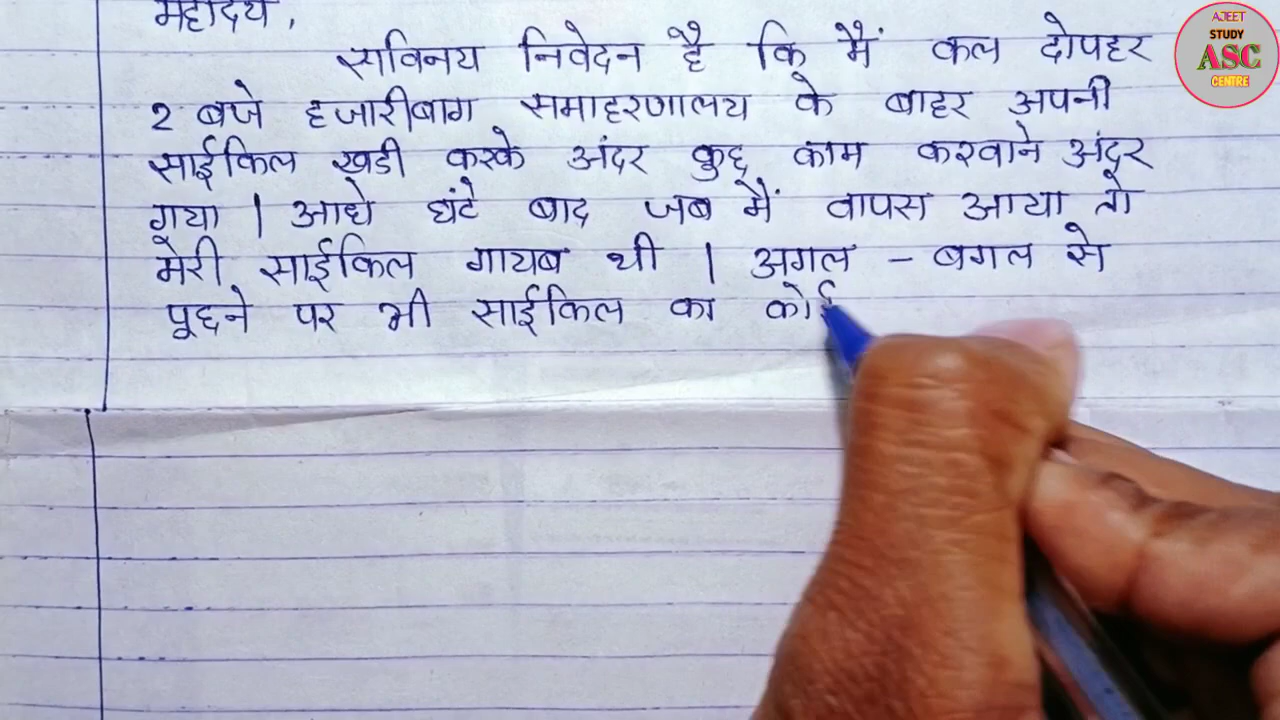 महोदय,
सविनय निवेदन है कि मैं कल दोपहर
2 बजे हजारीबाग समाहरणालय के बाहर अपनी
साईकिल खडी करके अंदर कुछ काम करवाने अंदर
गया । आधे घंटे बाद जब मैं वापस आया तो
मेरी साईकिल गायब थी । अगल - बगल से
पूछने पर भी साईकिल का कोई
AJEET
STUDY
ASC
CENTRE